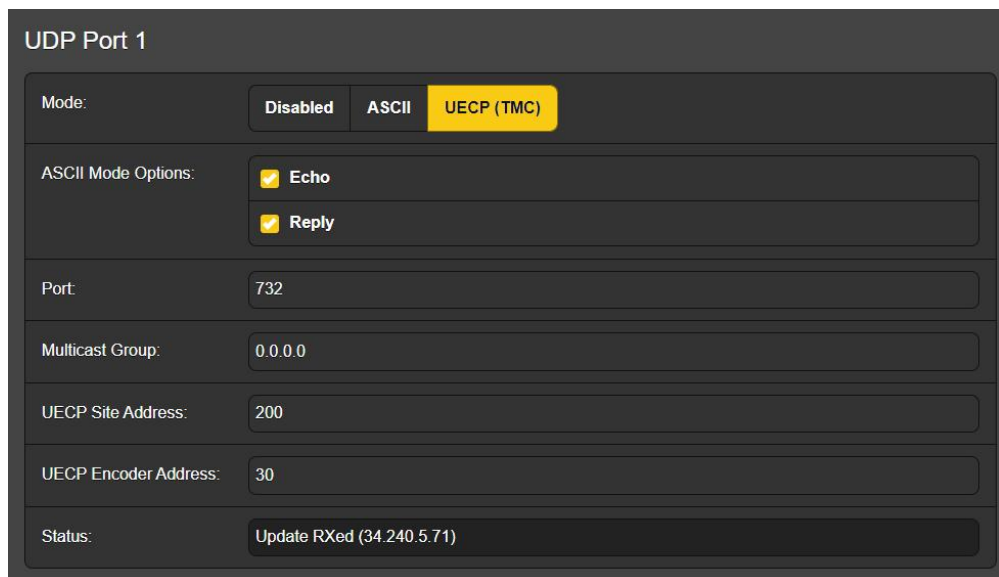 UDP Port 1
Mode: Disabled ASCII UECP (TMC)
ASCII Mode Options: Echo
Reply
Port: 732
Multicast Group: 0.0.0.0
UECP Site Address: 200
UECP Encoder Address: 30
Status: Update RXed (34.240.5.71)